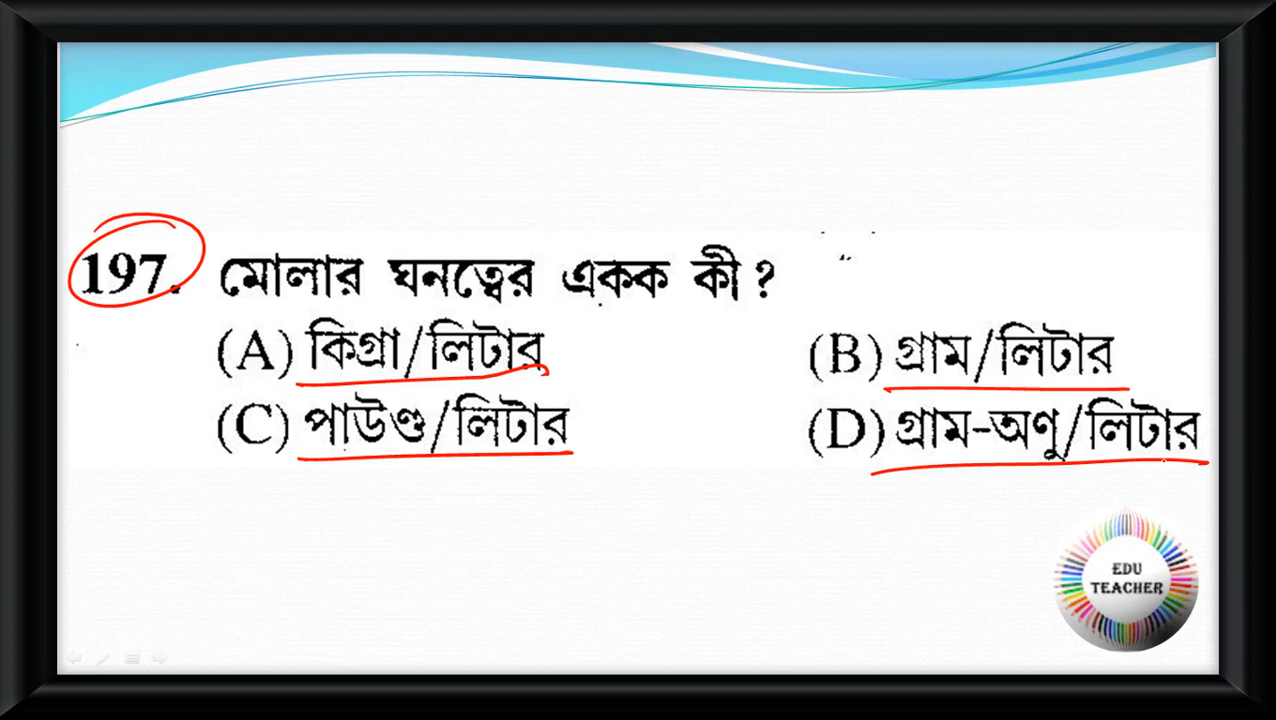 197. মোলার ঘনত্বের একক কী ?
(A) কিগ্রা/লিটার (B) গ্রাম/লিটার
(C) পাউণ্ড/লিটার (D) গ্রাম-অণু/লিটার
EDU
TEACHER